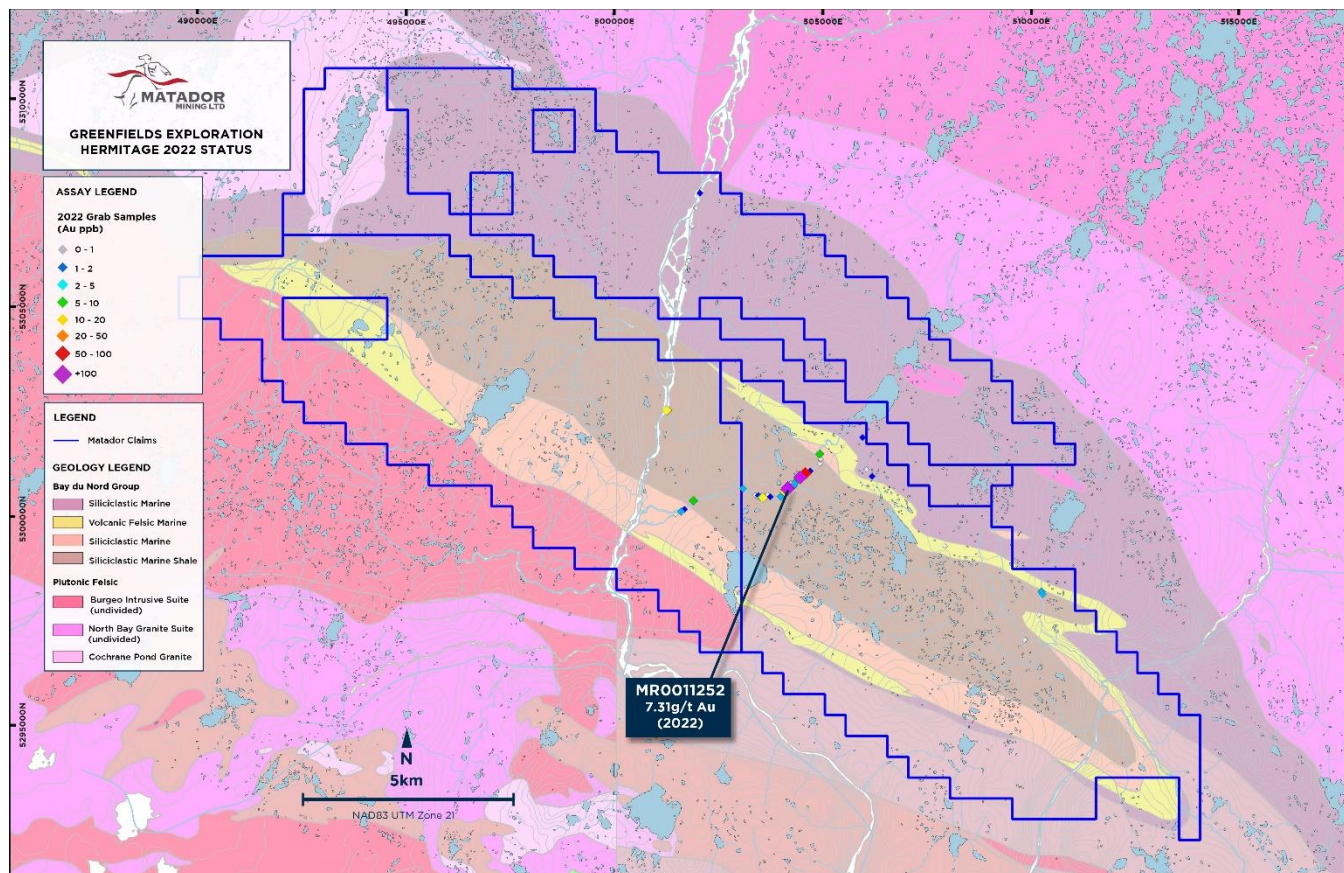 490000E
495000E
500000E
505000E
510000E
515000E
5310000N
5305000N
5300000N
5295000N
MATADOR
MINING LTD
GREENFIELDS EXPLORATION
HERMITAGE 2022 STATUS
ASSAY LEGEND
2022 Grab Samples
(Au ppb)
0 - 1
1 - 2
2 - 5
5 - 10
10 - 20
20 - 50
50 - 100
+100
LEGEND
Matador Claims
GEOLOGY LEGEND
Bay du Nord Group
Siliciclastic Marine
Volcanic Felsic Marine
Siliciclastic Marine
Siliciclastic Marine Shale
Plutonic Felsic
Burgeo Intrusive Suite
(undivided)
North Bay Granite Suite
(undivided)
Cochrane Pond Granite
MR0011252
7.31g/t Au
(2022)
N
5km
NAD83 UTM Zone 21